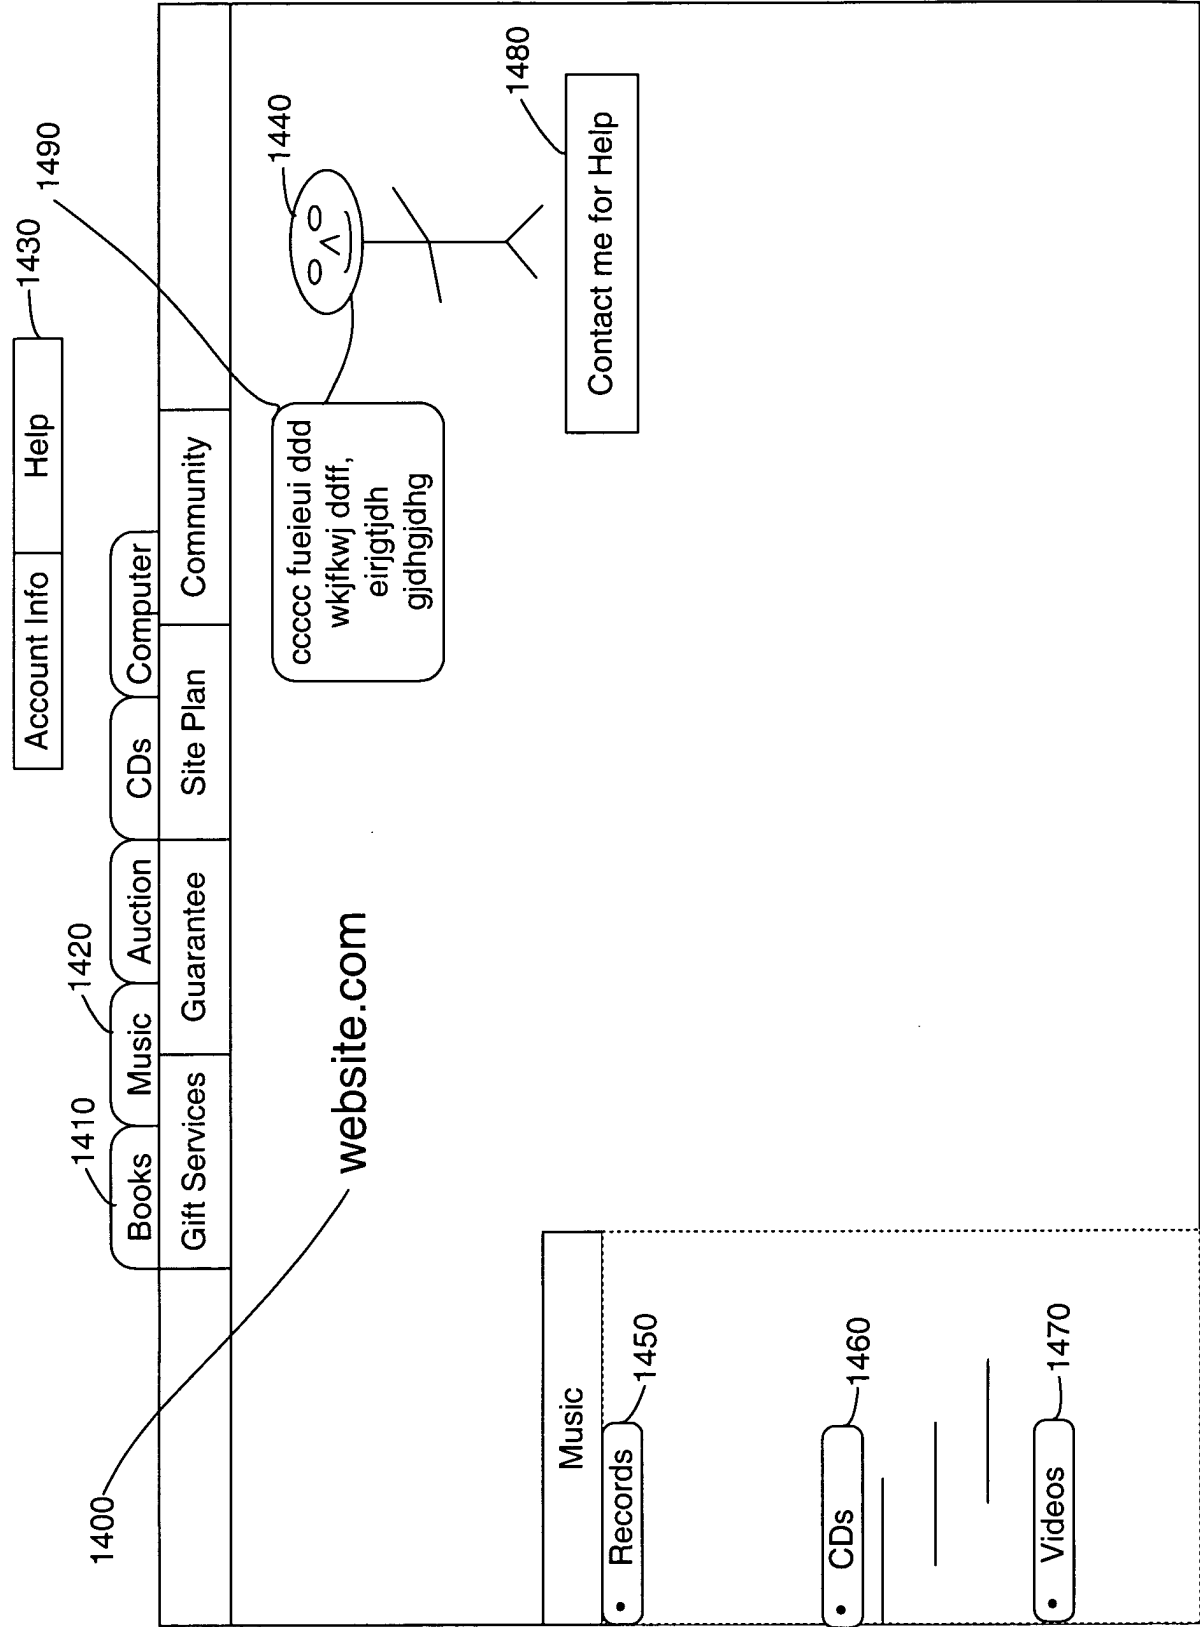 Account Info
Help
1430
1490
1410
1420
Books
Music
Auction
CDs
Computer
Gift Services
Guarantee
Site Plan
Community
1400
website.com
ccccc fueieui ddd
wkjfkwj ddff,
eirjgtjdh
gjdhgjdhg
1440
1480
Contact me for Help
Music
• Records
1450
• CDs
1460
• Videos
1470